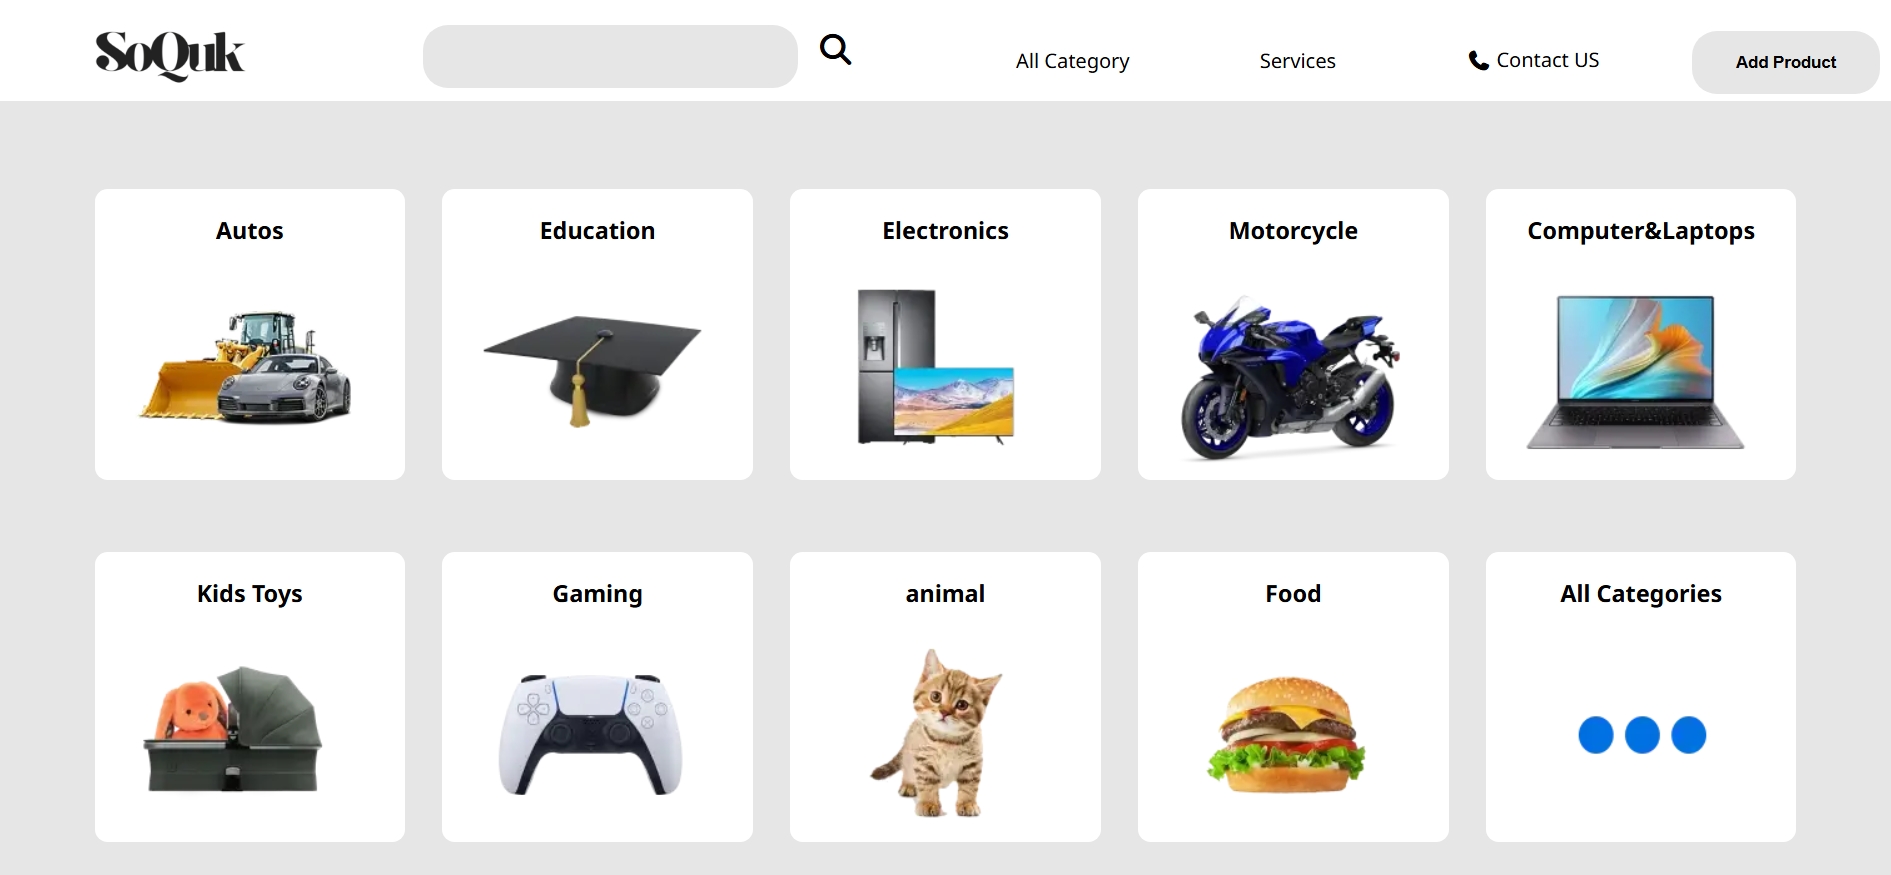 SoQuk
All Category
Services
Contact US
Add Product
Autos
Education
Electronics
Motorcycle
Computer&Laptops
Kids Toys
Gaming
animal
Food
All Categories